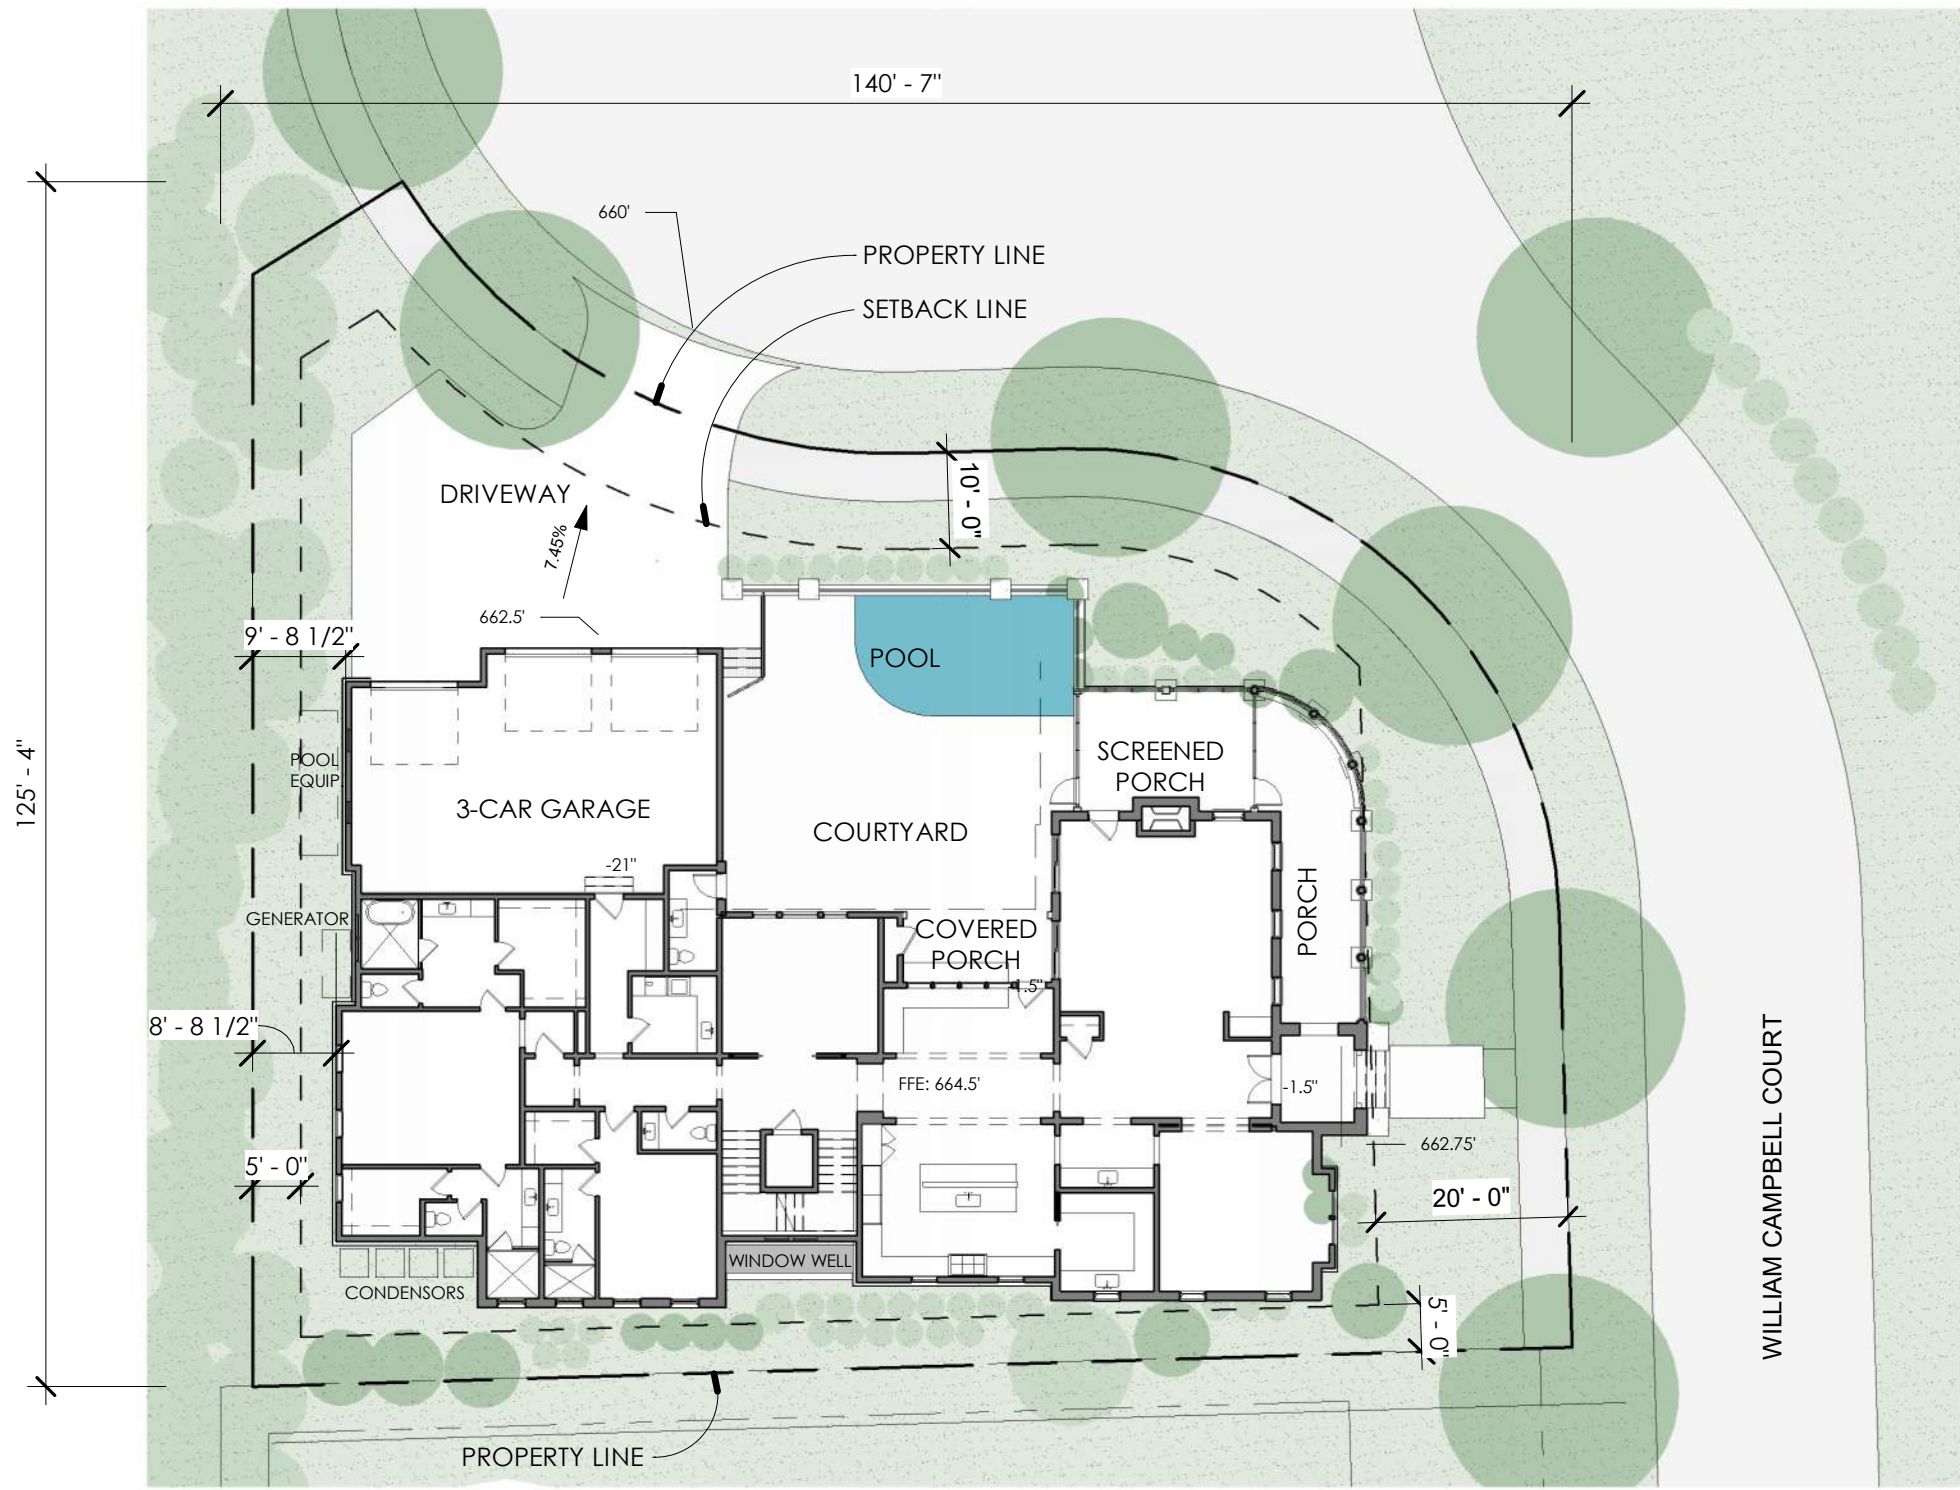 140' - 7"
660'
PROPERTY LINE
SETBACK LINE
125' - 4"
10' - 0"
DRIVEWAY
7.45%
662.5'
9' - 8 1/2"
POOL
POOL
EQUIP.
SCREENED
PORCH
3-CAR GARAGE
COURTYARD
-21"
PORCH
GENERATOR
COVERED
PORCH
-1.5"
8' - 8 1/2"
FFE: 664.5'
-1.5"
662.75'
5' - 0"
20' - 0"
WILLIAM CAMPBELL COURT
WINDOW WELL
CONDENSORS
5' - 0"
PROPERTY LINE